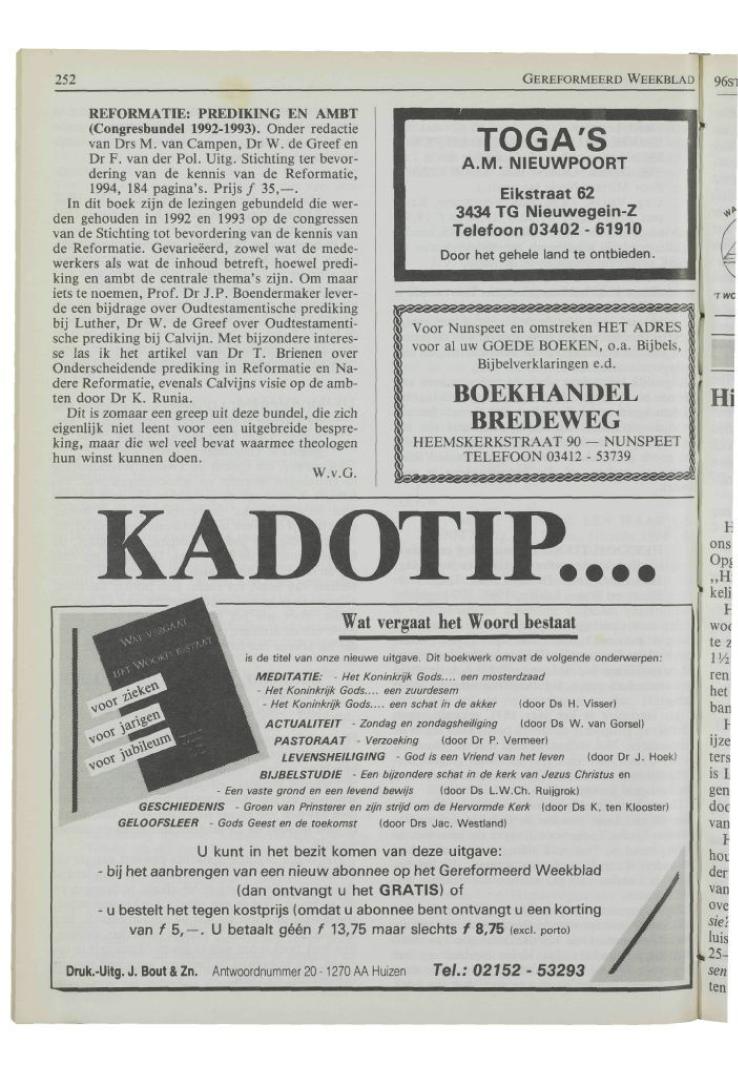 252
GEREFORMEERD WEEKBLAD
REFORMATIE: PREDIKING EN AMBT
(Congresbundel 1992-1993). Onder redactie
van Drs M. van Campen, Dr W. de Greef en
Dr F. van der Pol. Uitg. Stichting ter bevor-
dering van de kennis van de Reformatie,
1994, 184 pagina's. Prijs ƒ 35,—.
In dit boek zijn de lezingen gebundeld die wer-
den gehouden in 1992 en 1993 op de congressen
van de Stichting tot bevordering van de kennis van
de Reformatie. Gevarieëerd, zowel wat de mede-
werkers als wat de inhoud betreft, hoewel predi-
king en ambt de centrale thema's zijn. Om maar
iets te noemen, Prof. Dr J.P. Boendermaker lever-
de een bijdrage over Oudtestamentische prediking
bij Luther, Dr W. de Greef over Oudtestamenti-
sche prediking bij Calvijn. Met bijzondere interes-
se las ik het artikel van Dr T. Brienen over
Onderscheidende prediking in Reformatie en Na-
dere Reformatie, evenals Calvijns visie op de amb-
ten door Dr K. Runia.
Dit is zomaar een greep uit deze bundel, die zich
eigenlijk niet leent voor een uitgebreide bespre-
king, maar die wel veel bevat waarmee theologen
hun winst kunnen doen.
W.v.G.
TOGA'S
A.M. NIEUWPOORT
Eikstraat 62
3434 TG Nieuwegein-Z
Telefoon 03402 - 61910
Door het gehele land te ontbieden.
Voor Nunspeet en omstreken HET ADRES
voor al uw GOEDE BOEKEN, o.a. Bijbels,
Bijbelverklaringen e.d.
BOEKHANDEL
BREDEWEG
HEEMSKERKSTRAAT 90 — NUNSPEET
TELEFOON 03412 - 53739
KADOTIP....
WAT VERGAAT
HET WOORD BESTAAT
voor zieken
voor jarigen
voor jubileum
Wat vergaat het Woord bestaat
is de titel van onze nieuwe uitgave. Dit boekwerk omvat de volgende onderwerpen:
MEDITATIE: - Het Koninkrijk Gods.... een mosterdzaad
- Het Koninkrijk Gods.... een zuurdesem
- Het Koninkrijk Gods.... een schat in de akker (door Ds H. Visser)
ACTUALITEIT - Zondag en zondagsheiliging (door Ds W. van Gorsel)
PASTORAAT - Verzoeking (door Dr P. Vermeer)
LEVENSHEILIGING - God is een Vriend van het leven (door Dr J. Hoek)
BIJBELSTUDIE - Een bijzondere schat in de kerk van Jezus Christus en
- Een vaste grond en een levend bewijs (door Ds L.W.Ch. Ruijgrok)
GESCHIEDENIS - Groen van Prinsterer en zijn strijd om de Hervormde Kerk (door Ds K. ten Klooster)
GELOOFSLEER - Gods Geest en de toekomst (door Drs Jac. Westland)
U kunt in het bezit komen van deze uitgave:
- bij het aanbrengen van een nieuw abonnee op het Gereformeerd Weekblad
(dan ontvangt u het GRATIS) of
- u bestelt het tegen kostprijs (omdat u abonnee bent ontvangt u een korting
van ƒ 5,—. U betaalt géén ƒ 13,75 maar slechts ƒ 8,75 (excl. porto)
Druk.-Uitg. J. Bout & Zn. Antwoordnummer 20 - 1270 AA Huizen Tel.: 02152 - 53293